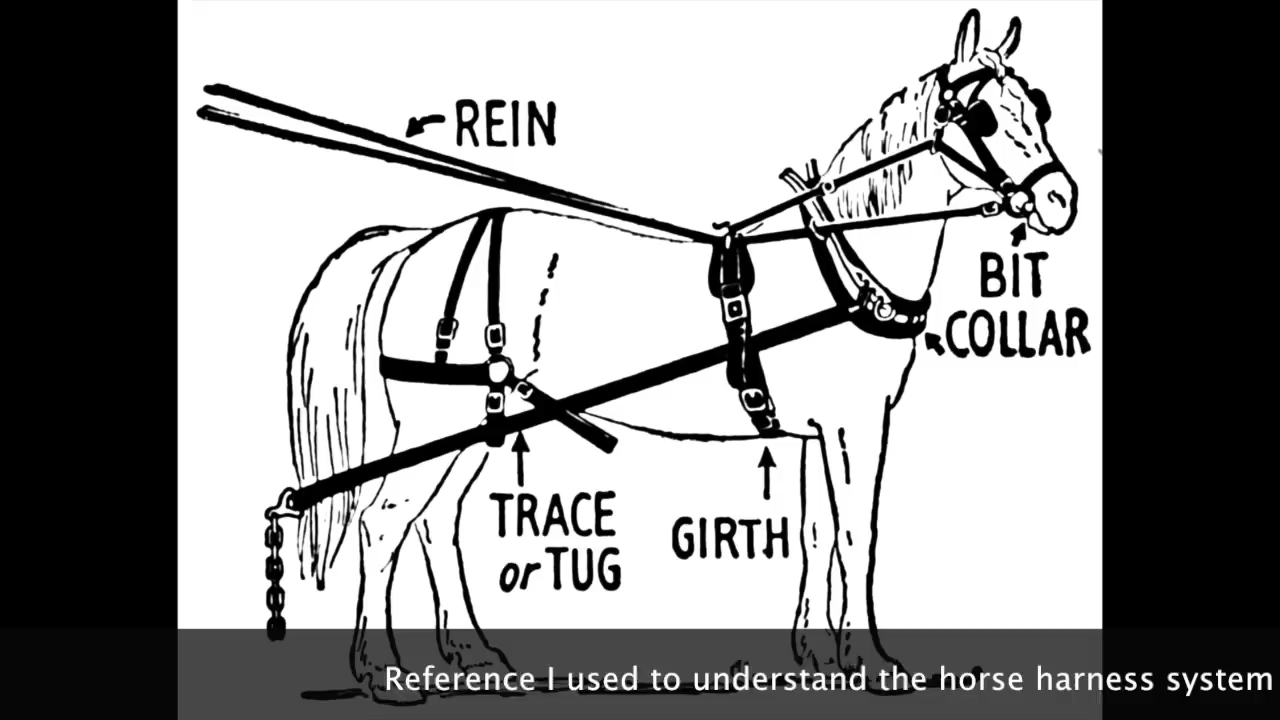 REIN
BIT
COLLAR
TRACE
or TUG
GIRTH
Reference I used to understand the horse harness system